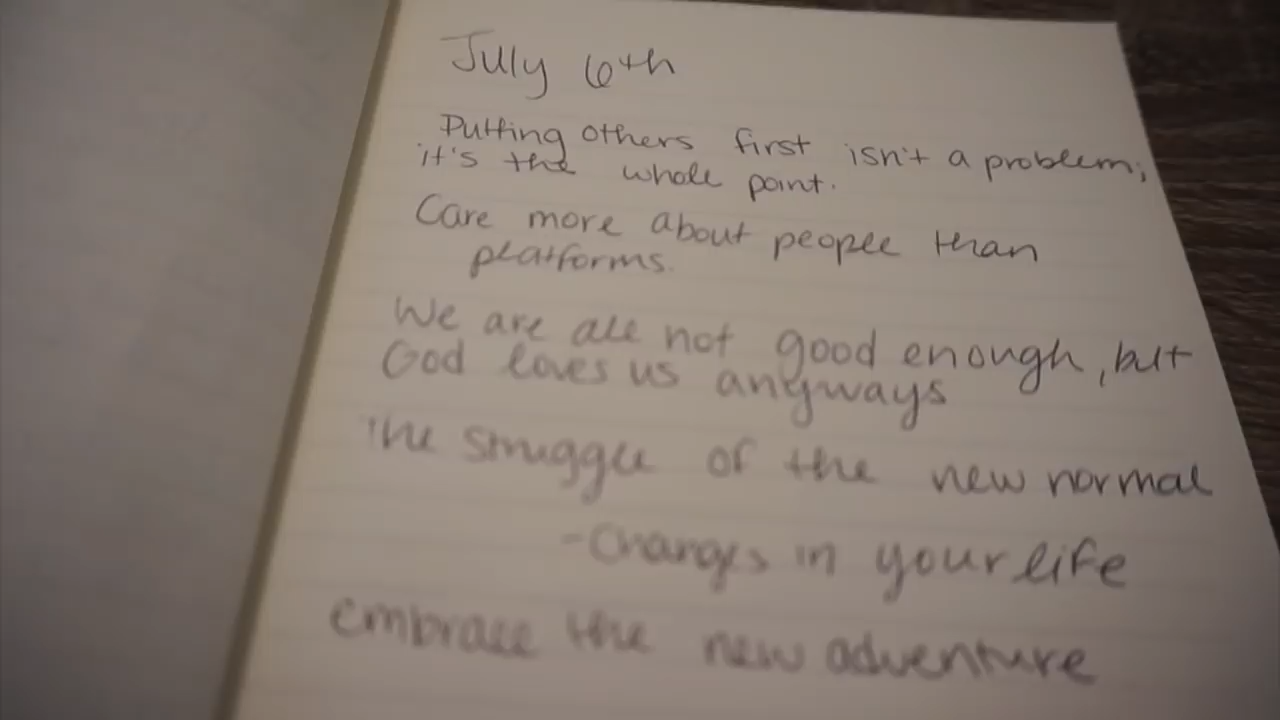 July 6th
Putting others first isn't a problem;
it's the whole point.
Care more about people than
platforms.
We are all not good enough, but
God loves us anyways
The struggle of the new normal
-Changes in your life
embrace the new adventure